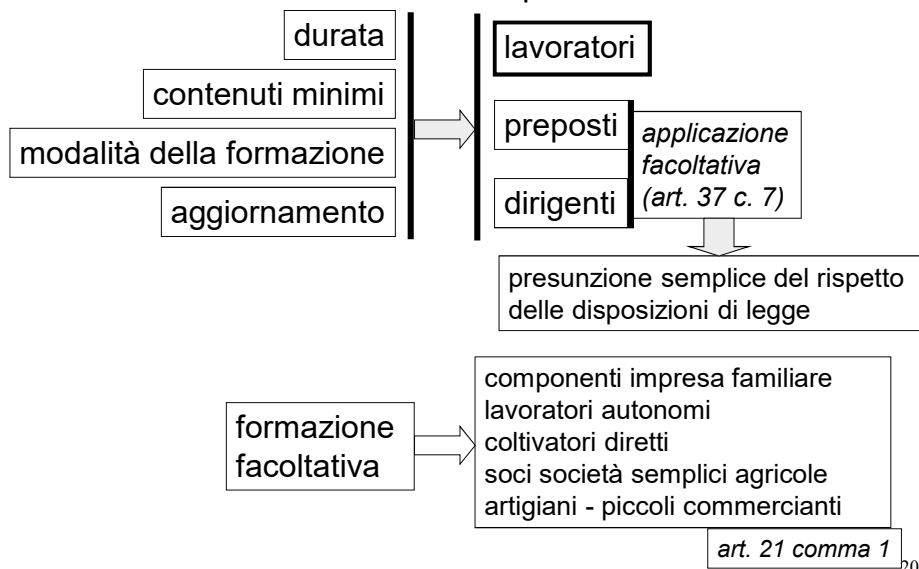 durata
contenuti minimi
modalità della formazione
aggiornamento
lavoratori
preposti
dirigenti
applicazione
facoltativa
(art. 37 c. 7)
presunzione semplice del rispetto
delle disposizioni di legge
formazione
facoltativa
componenti impresa familiare
lavoratori autonomi
coltivatori diretti
soci società semplici agricole
artigiani - piccoli commercianti
art. 21 comma 1
20